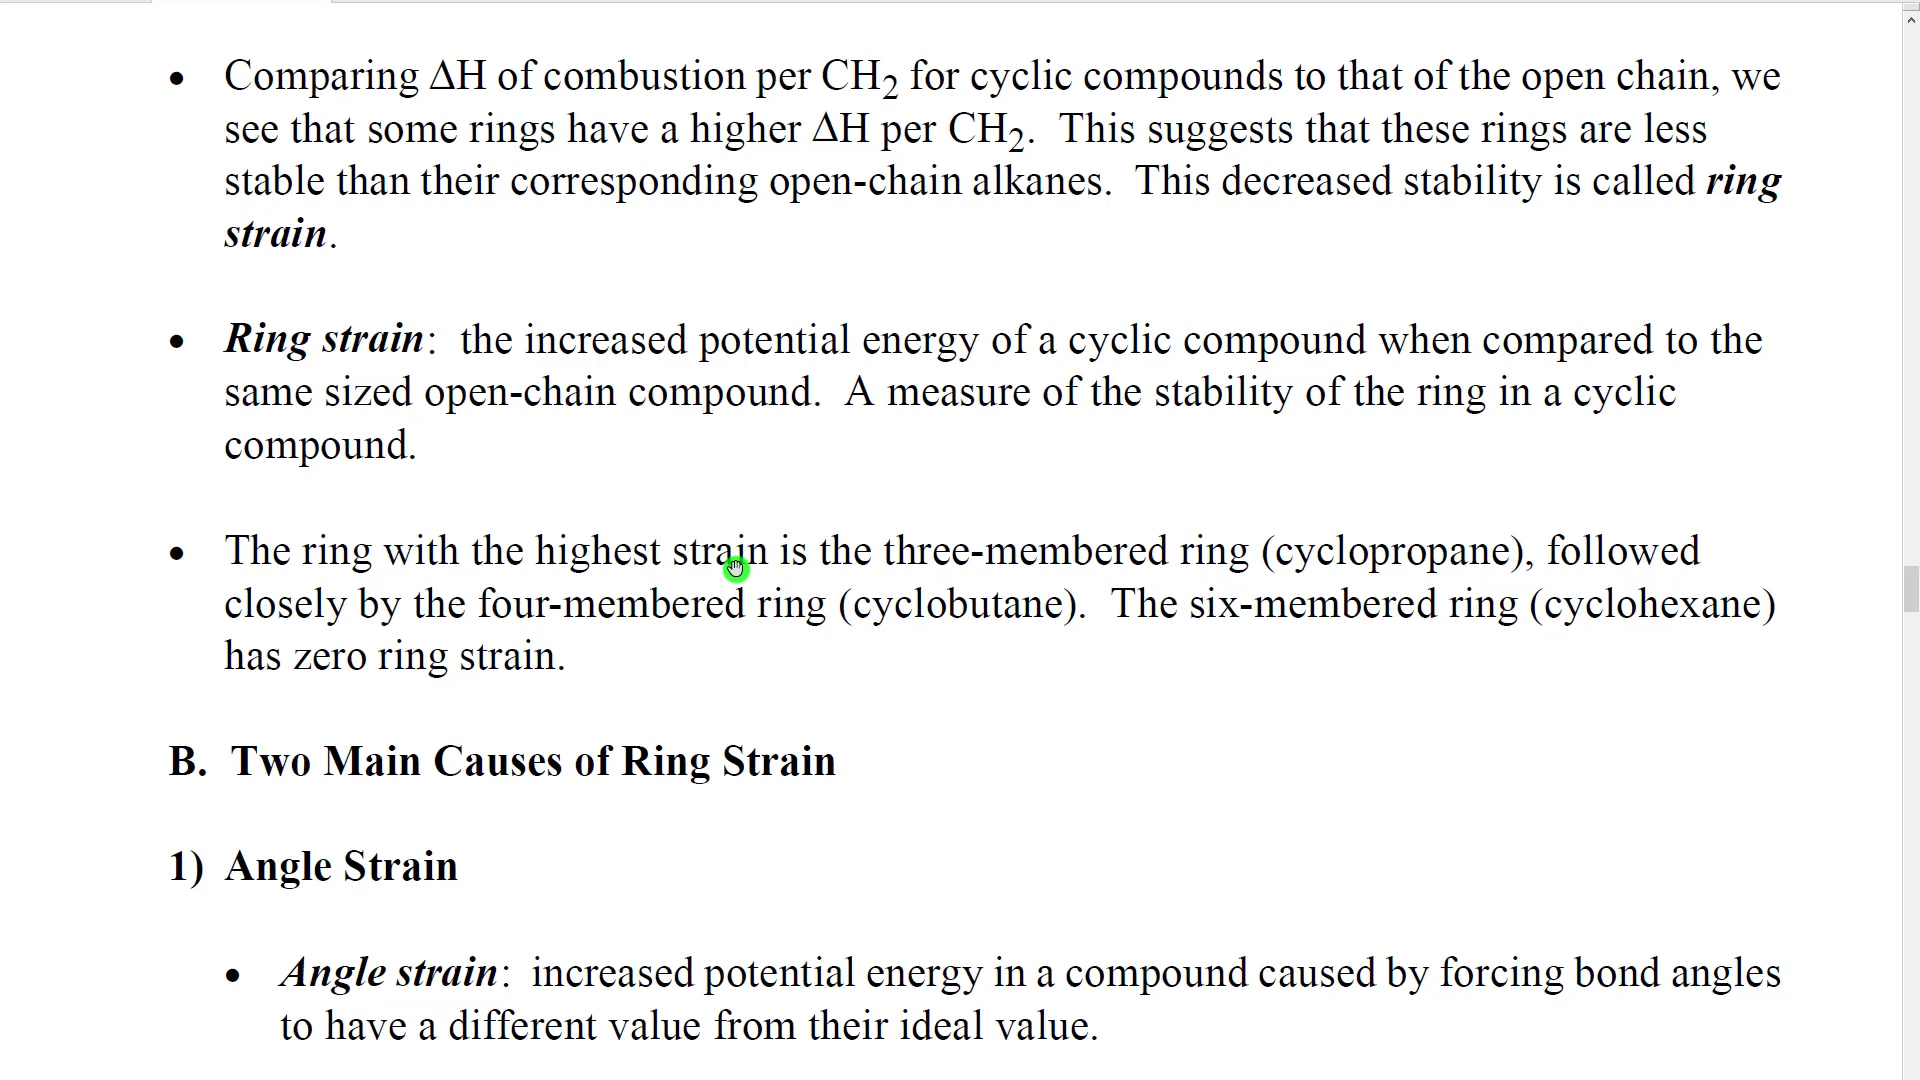 • Comparing ΔH of combustion per CH₂ for cyclic compounds to that of the open chain, we
see that some rings have a higher ΔH per CH₂.  This suggests that these rings are less
stable than their corresponding open-chain alkanes.  This decreased stability is called ring
strain.
• Ring strain:  the increased potential energy of a cyclic compound when compared to the
same sized open-chain compound.  A measure of the stability of the ring in a cyclic
compound.
• The ring with the highest strain is the three-membered ring (cyclopropane), followed
closely by the four-membered ring (cyclobutane).  The six-membered ring (cyclohexane)
has zero ring strain.
B.  Two Main Causes of Ring Strain
1)  Angle Strain
• Angle strain:  increased potential energy in a compound caused by forcing bond angles
to have a different value from their ideal value.